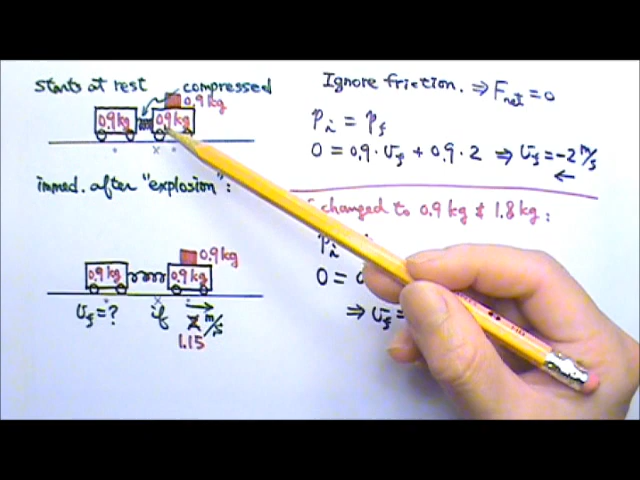 starts at rest
compressed
0.9 kg
0.9 kg
0.9 kg
immed. after "explosion":
0.9 kg
0.9 kg
0.9 kg
v_f = ?
if
2 m/s
1.15
Ignore friction. ⇒ F_net = 0
p_i = p_f
0 = 0.9 · v_f + 0.9 · 2 ⇒ v_f = -2 m/s
←
changed to 0.9 kg & 1.8 kg:
p_i
0 =
⇒ v_f =